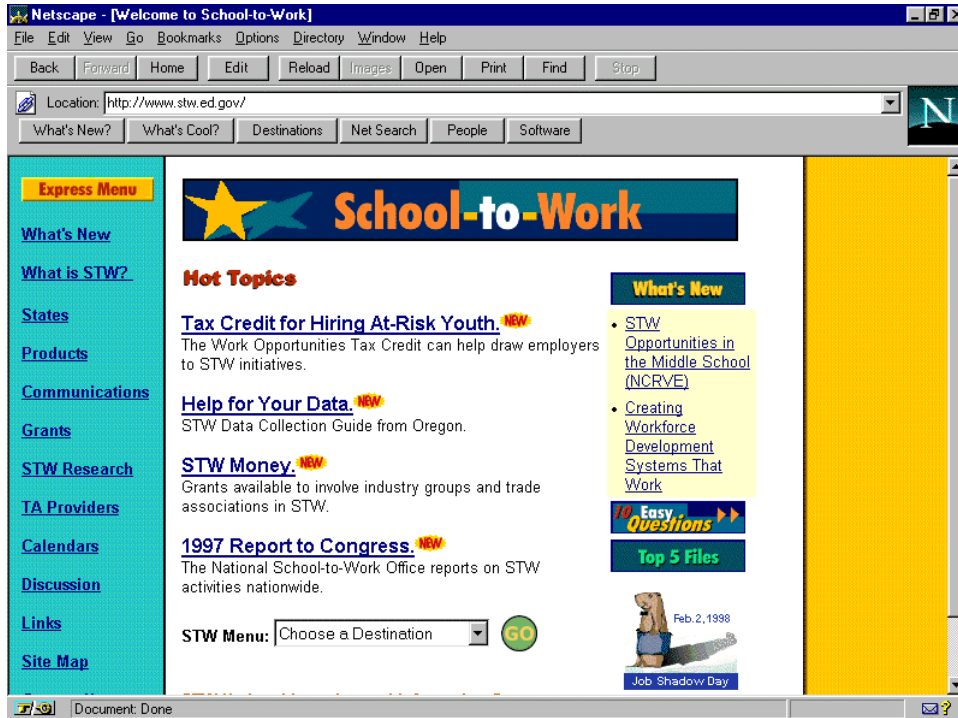 Netscape - [Welcome to School-to-Work]
File Edit View Go Bookmarks Options Directory Window Help
Back Forward Home Edit Reload Images Open Print Find Stop
Location: http://www.stw.ed.gov/
N
What's New? What's Cool? Destinations Net Search People Software
Express Menu
What's New
What is STW?
States
Products
Communications
Grants
STW Research
TA Providers
Calendars
Discussion
Links
Site Map
School-to-Work
Hot Topics
Tax Credit for Hiring At-Risk Youth. NEW
The Work Opportunities Tax Credit can help draw employers
to STW initiatives.
Help for Your Data. NEW
STW Data Collection Guide from Oregon.
STW Money. NEW
Grants available to involve industry groups and trade
associations in STW.
1997 Report to Congress. NEW
The National School-to-Work Office reports on STW
activities nationwide.
STW Menu: Choose a Destination GO
What's New
• STW
Opportunities in
the Middle School
(NCRVE)
• Creating
Workforce
Development
Systems That
Work
10 Easy
Questions
Top 5 Files
Feb. 2, 1998
Job Shadow Day
Document: Done